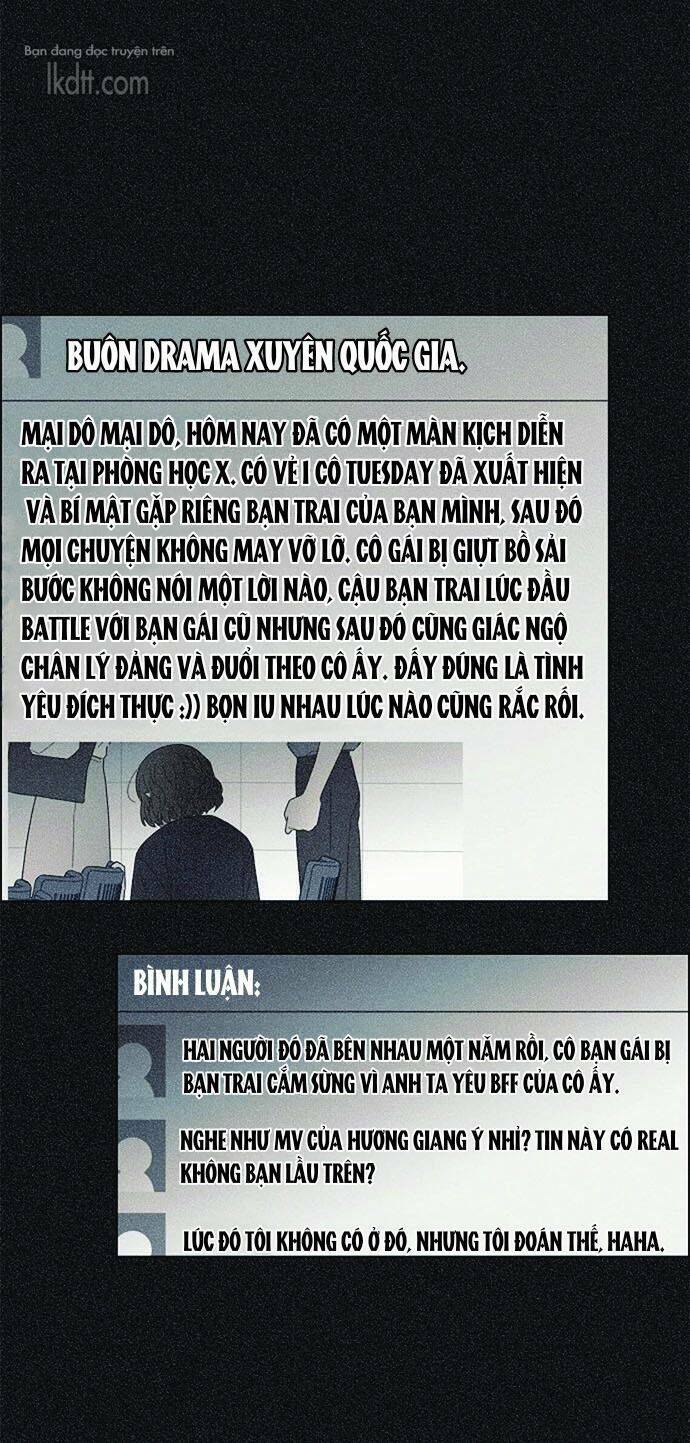 Bạn đang đọc truyện trên
lkdtt.com
BUÔN DRAMA XUYÊN QUỐC GIA.
MẠI DÔ MẠI DÔ, HÔM NAY ĐÃ CÓ MỘT MÀN KỊCH DIỄN
RA TẠI PHÒNG HỌC X. CÓ VẺ 1 CÔ TUESDAY ĐÃ XUẤT HIỆN
VÀ BÍ MẬT GẶP RIÊNG BẠN TRAI CỦA BẠN MÌNH, SAU ĐÓ
MỌI CHUYỆN KHÔNG MAY VỠ LỠ. CÔ GÁI BỊ GIỰT BỒ SẢI
BƯỚC KHÔNG NÓI MỘT LỜI NÀO, CẬU BẠN TRAI LÚC ĐẦU
BATTLE VỚI BẠN GÁI CŨ NHƯNG SAU ĐÓ CŨNG GIÁC NGỘ
CHÂN LÝ ĐẢNG VÀ ĐUỔI THEO CÔ ẤY. ĐẤY ĐÚNG LÀ TÌNH
YÊU ĐÍCH THỰC :)) BỌN IU NHAU LÚC NÀO CŨNG RẮC RỐI.
BÌNH LUẬN:
HAI NGƯỜI ĐÓ ĐÃ BÊN NHAU MỘT NĂM RỒI, CÔ BẠN GÁI BỊ
BẠN TRAI CẮM SỪNG VÌ ANH TA YÊU BFF CỦA CÔ ẤY.
NGHE NHƯ MV CỦA HƯƠNG GIANG Ý NHỈ? TIN NÀY CÓ REAL
KHÔNG BẠN LẦU TRÊN?
LÚC ĐÓ TÔI KHÔNG CÓ Ở ĐÓ, NHƯNG TÔI ĐOÁN THẾ, HAHA.